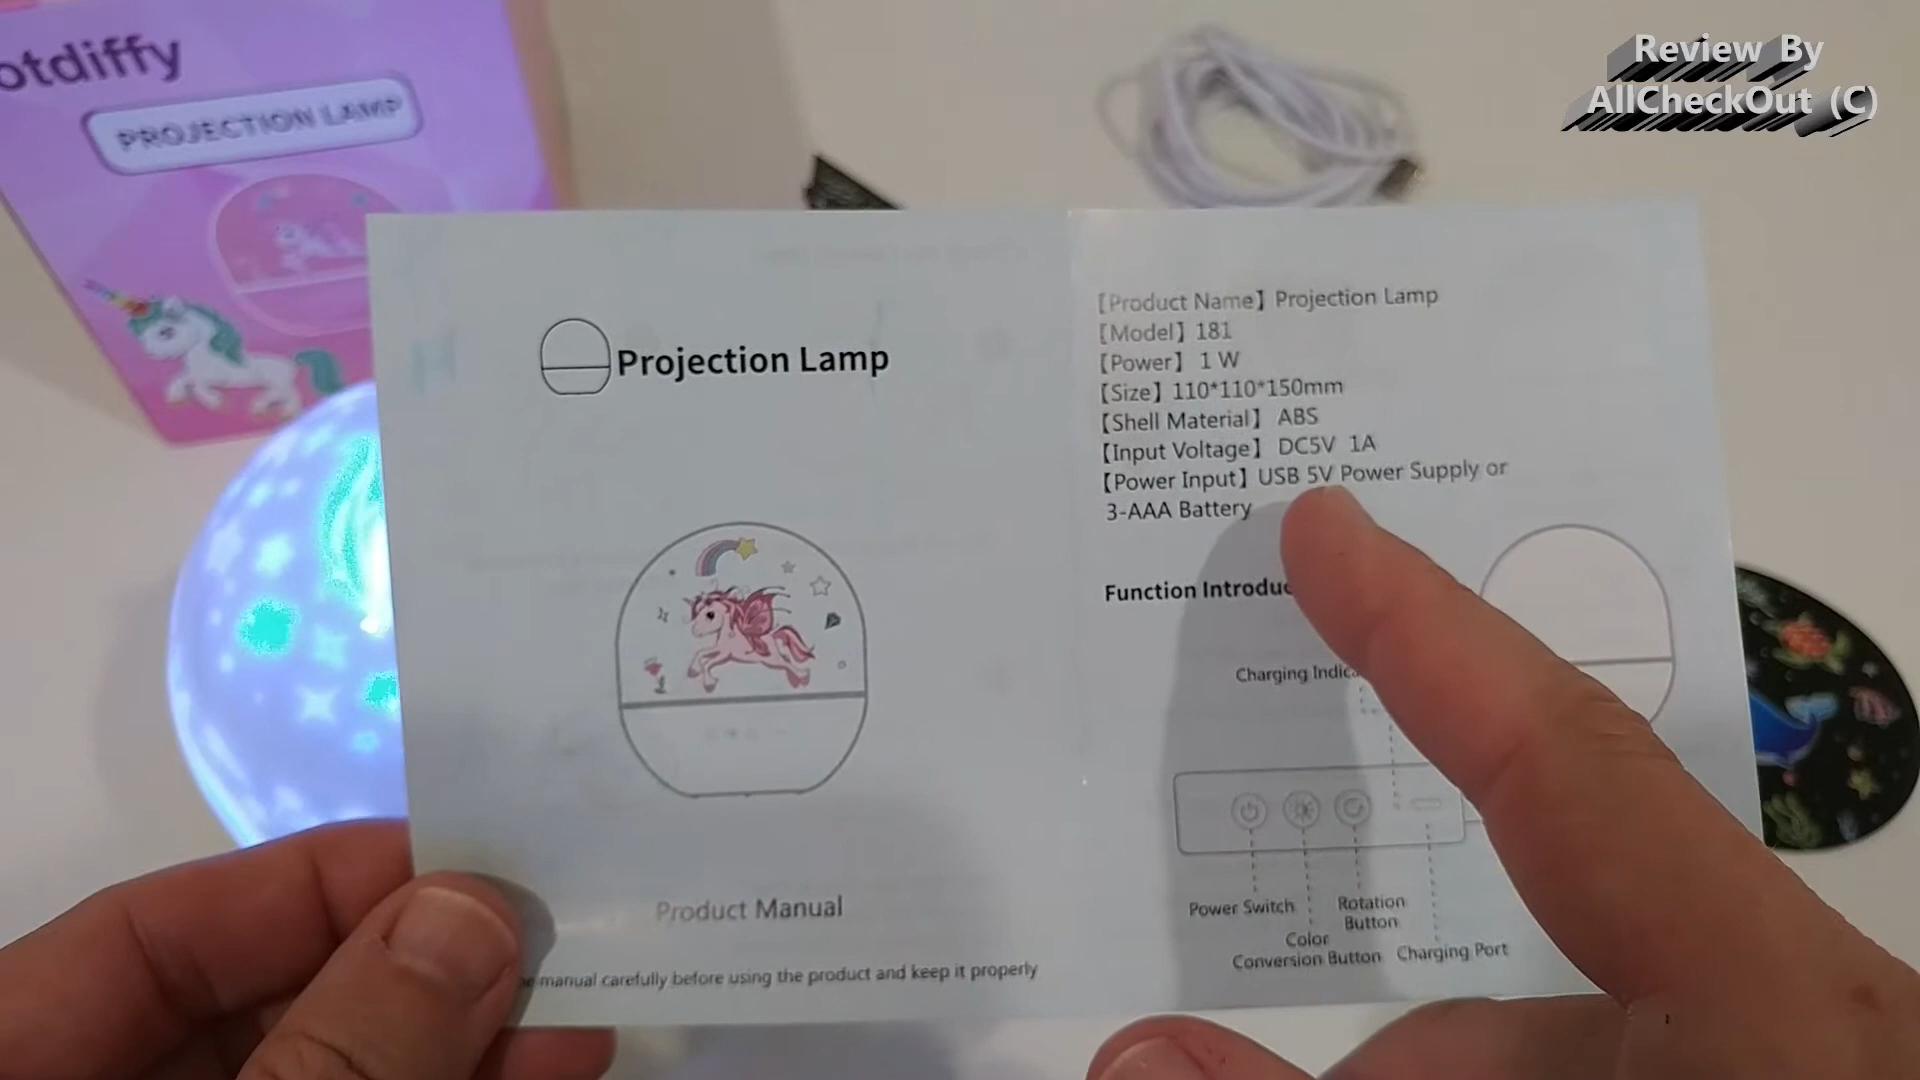 otdiffy
PROJECTION LAMP
Review By
AllCheckOut (C)
Projection Lamp
Product Manual
manual carefully before using the product and keep it properly
【Product Name】Projection Lamp
【Model】181
【Power】 1 W
【Size】110*110*150mm
【Shell Material】 ABS
【Input Voltage】 DC5V 1A
【Power Input】USB 5V Power Supply or
3-AAA Battery
Function Introduc
Charging Indica
Power Switch
Color
Conversion Button
Rotation
Button
Charging Port